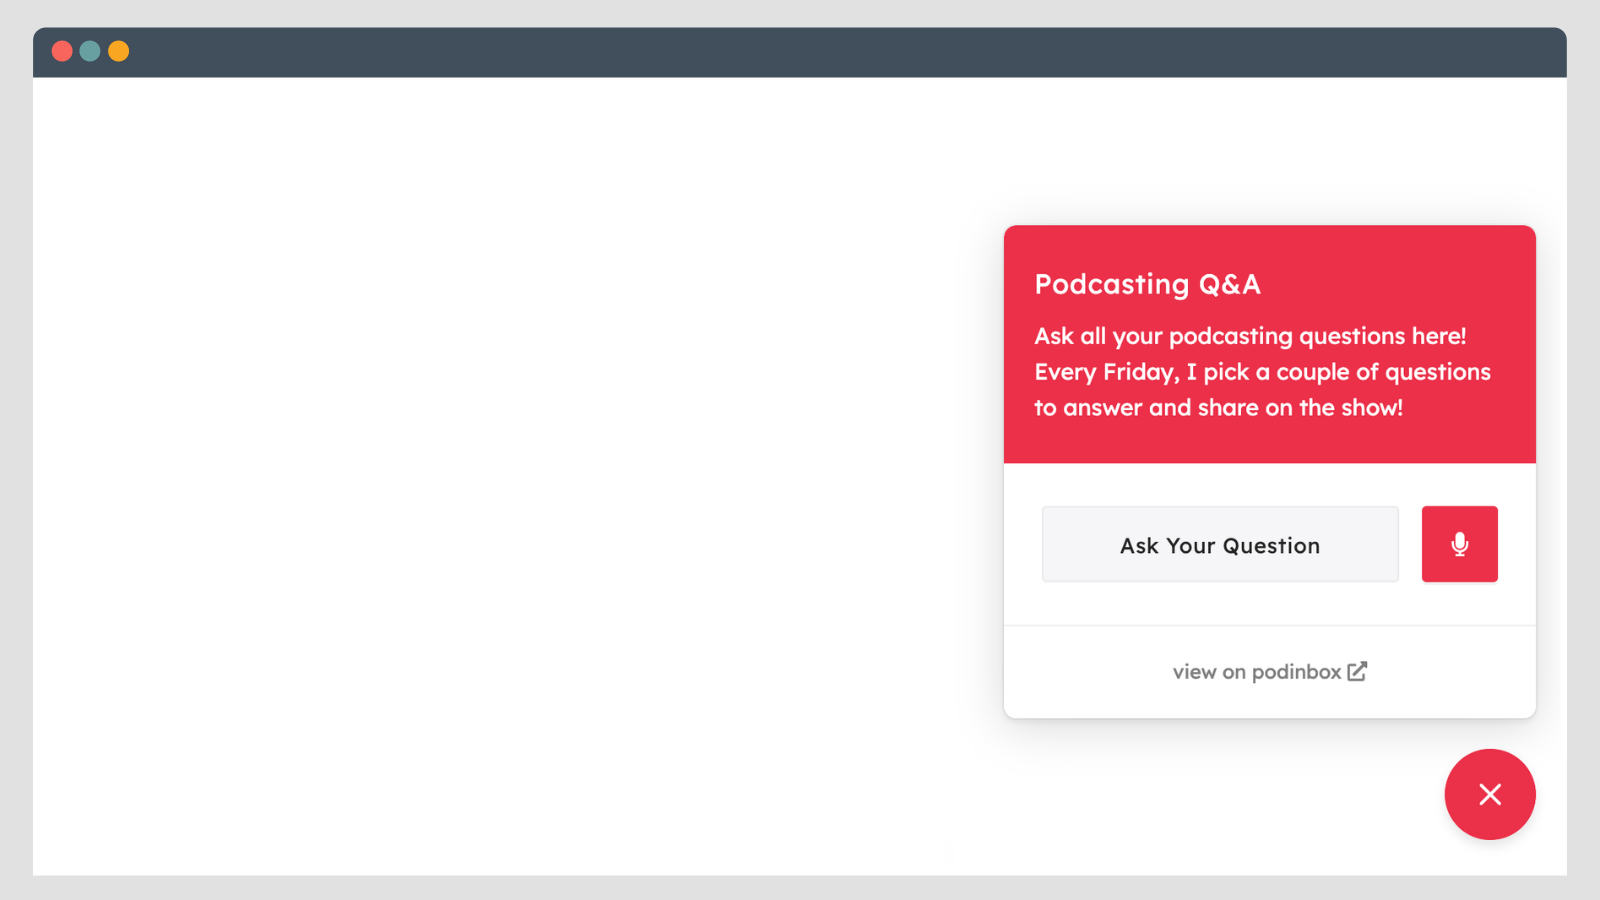 Podcasting Q&A
Ask all your podcasting questions here!
Every Friday, I pick a couple of questions
to answer and share on the show!
Ask Your Question
view on podinbox